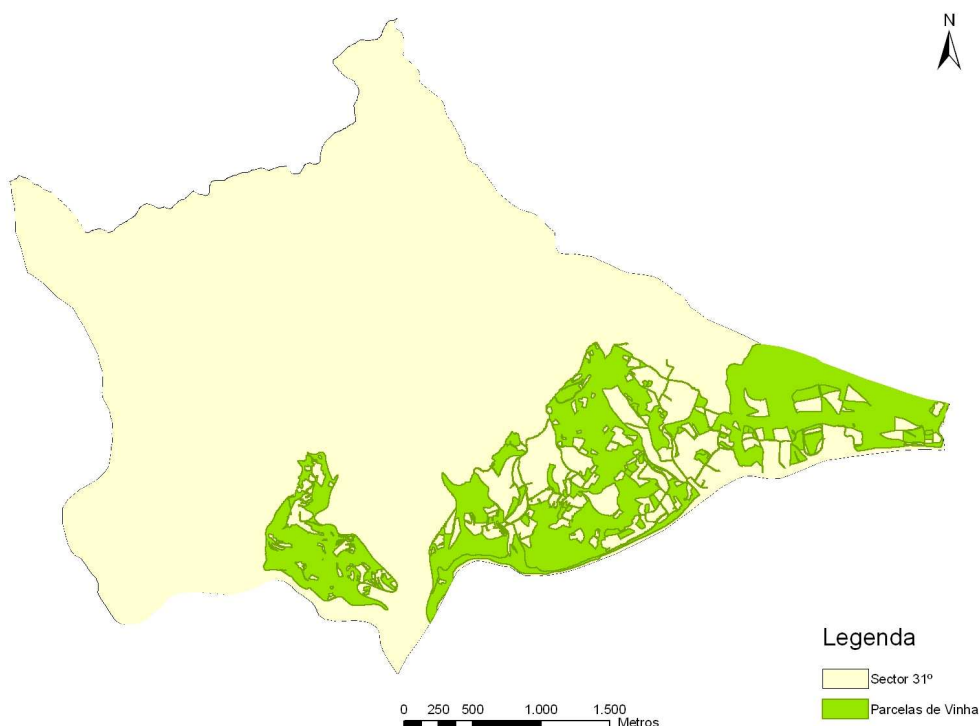 N
Legenda
Sector 31º
Parcelas de Vinha
0 250 500 1.000 1.500
Metros